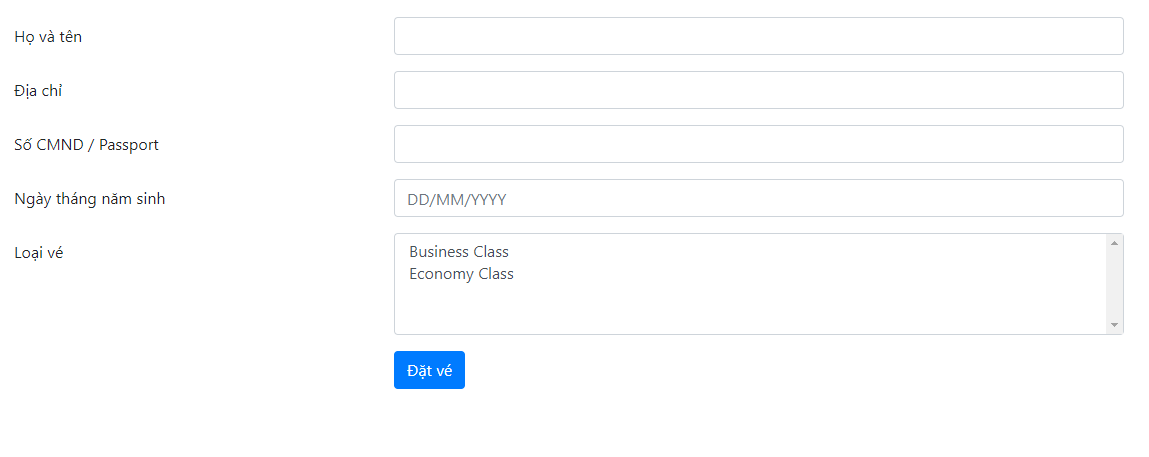 Họ và tên
Địa chỉ
Số CMND / Passport
Ngày tháng năm sinh
DD/MM/YYYY
Loại vé
Business Class
Economy Class
Đặt vé